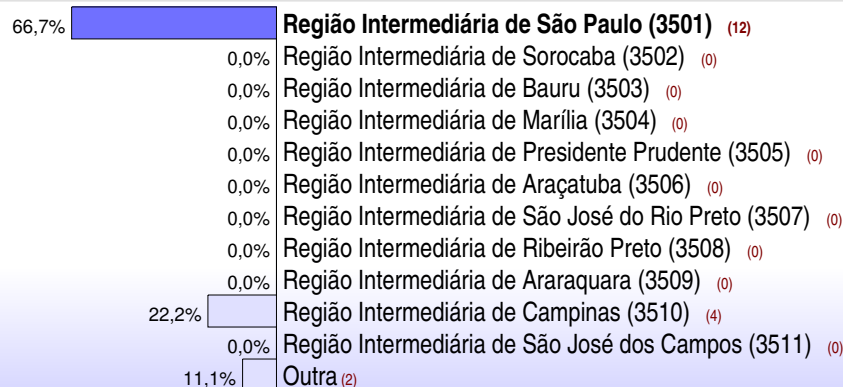 66,7% Região Intermediária de São Paulo (3501) (12)
0,0% Região Intermediária de Sorocaba (3502) (0)
0,0% Região Intermediária de Bauru (3503) (0)
0,0% Região Intermediária de Marília (3504) (0)
0,0% Região Intermediária de Presidente Prudente (3505) (0)
0,0% Região Intermediária de Araçatuba (3506) (0)
0,0% Região Intermediária de São José do Rio Preto (3507) (0)
0,0% Região Intermediária de Ribeirão Preto (3508) (0)
0,0% Região Intermediária de Araraquara (3509) (0)
22,2% Região Intermediária de Campinas (3510) (4)
0,0% Região Intermediária de São José dos Campos (3511) (0)
11,1% Outra (2)